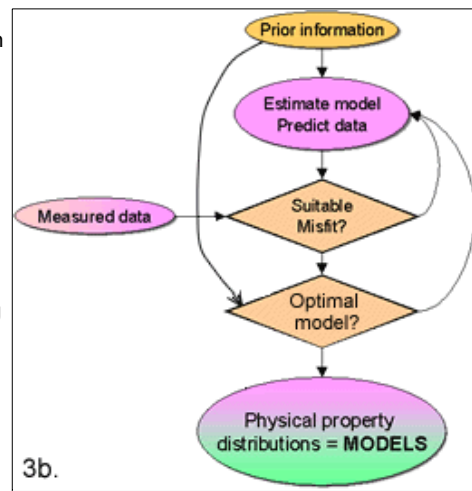 n
Prior information
Estimate model
Predict data
Measured data
Suitable
Misfit?
Optimal
model?
Physical property
distributions = MODELS
3b.